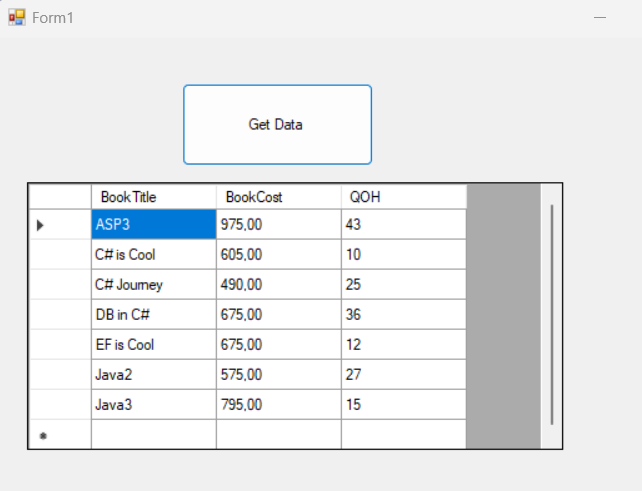 Form1
Get Data
BookTitle BookCost QOH
ASP3 975,00 43
C# is Cool 605,00 10
C# Journey 490,00 25
DB in C# 675,00 36
EF is Cool 675,00 12
Java2 575,00 27
Java3 795,00 15